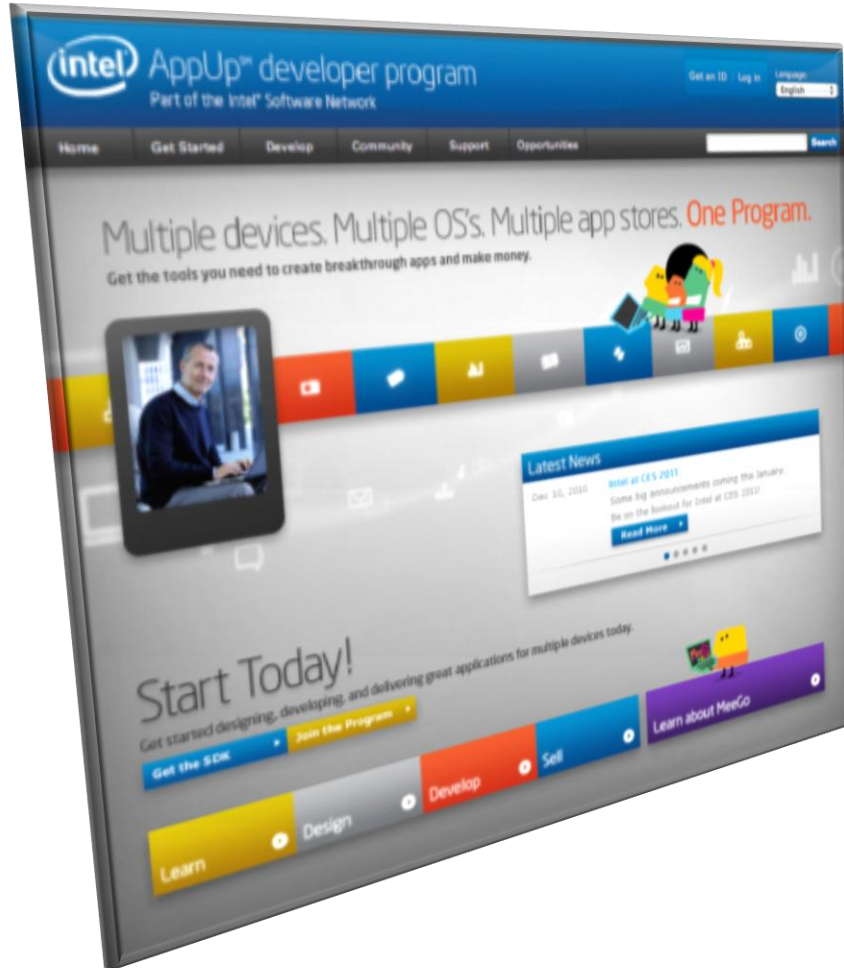 intel AppUp℠ developer program
Part of the Intel® Software Network
Get an ID | Log in
Language:
English
Home Get Started Develop Community Support Opportunities
Search
Multiple devices. Multiple OS's. Multiple app stores. One Program.
Get the tools you need to create breakthrough apps and make money.
Latest News
Dec 10, 2010
Intel at CES 2011
Some big announcements coming this January.
Be on the lookout for Intel at CES 2011!
Read More
Start Today!
Get started designing, developing, and delivering great applications for multiple devices today.
Get the SDK
Join the Program
Learn
Design
Develop
Sell
Learn about MeeGo